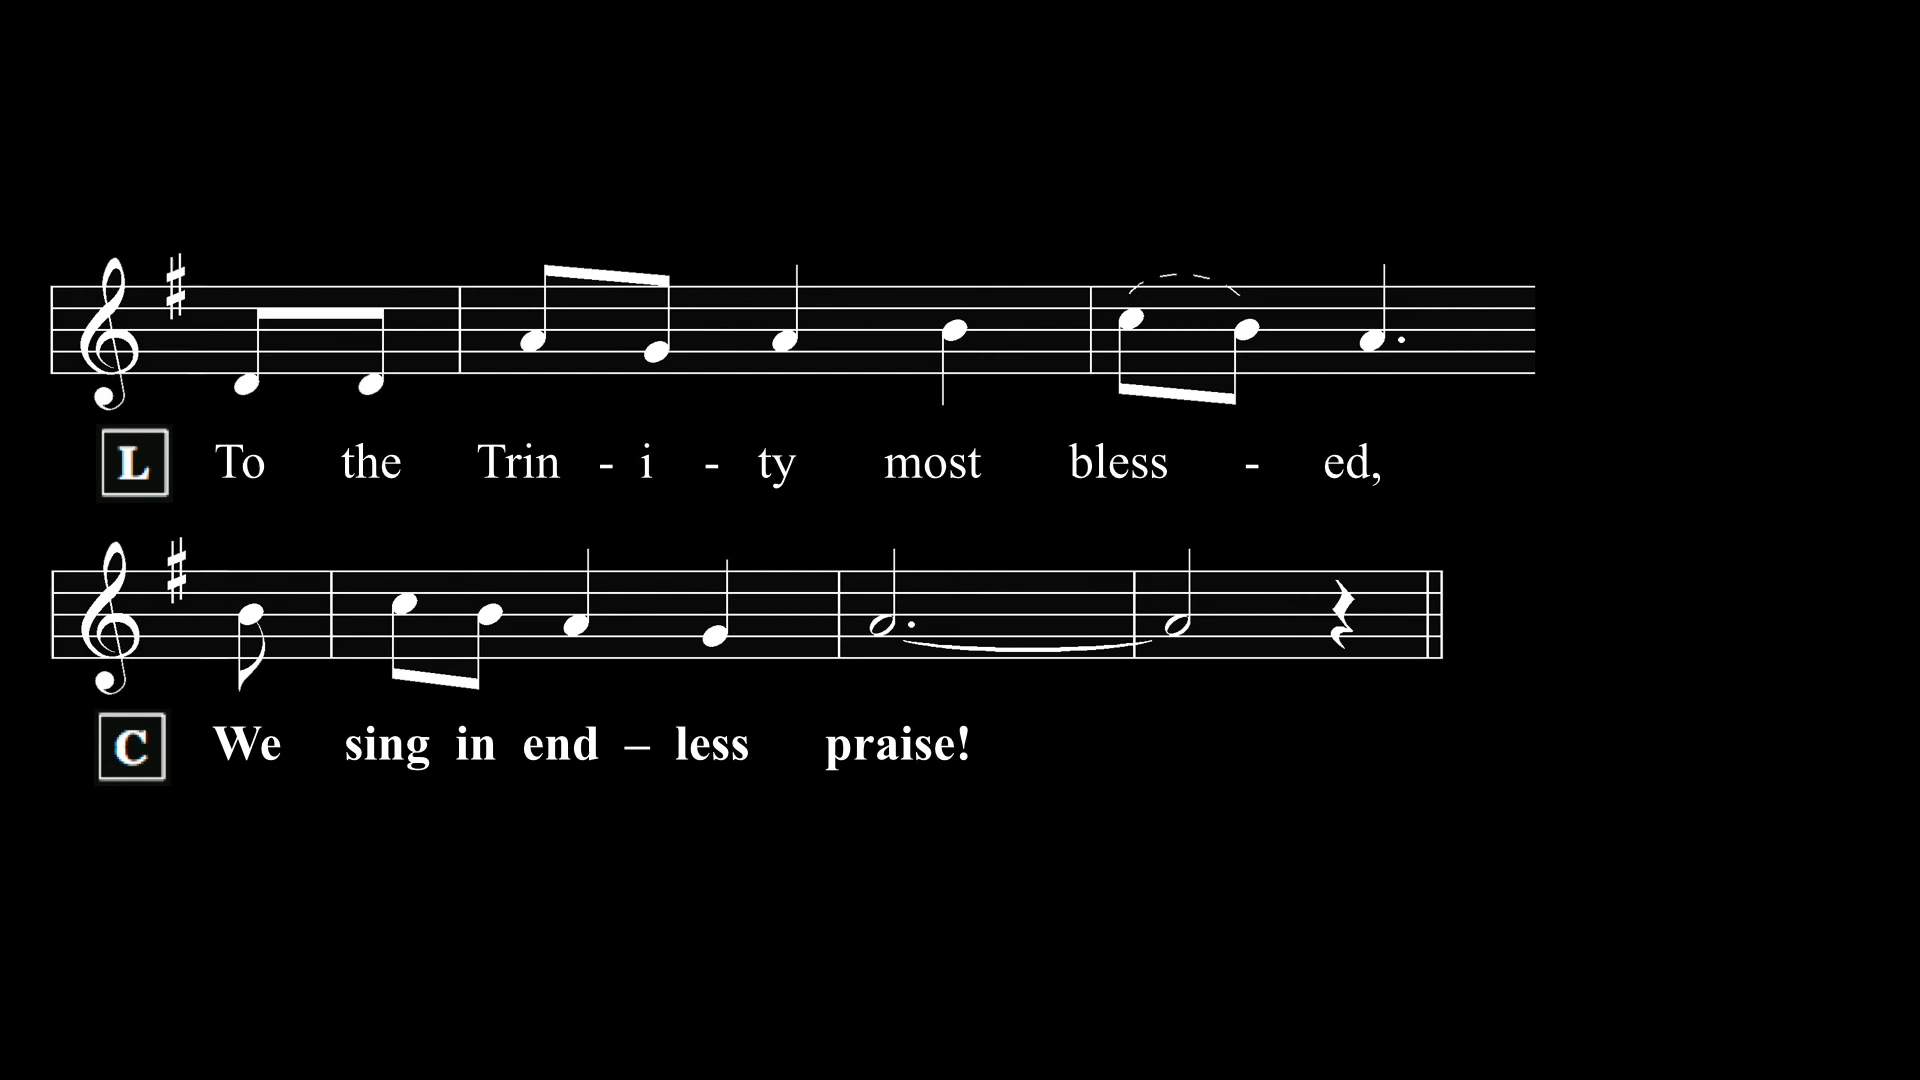 L To the Trin - i - ty most bless - ed,
C We sing in end – less praise!